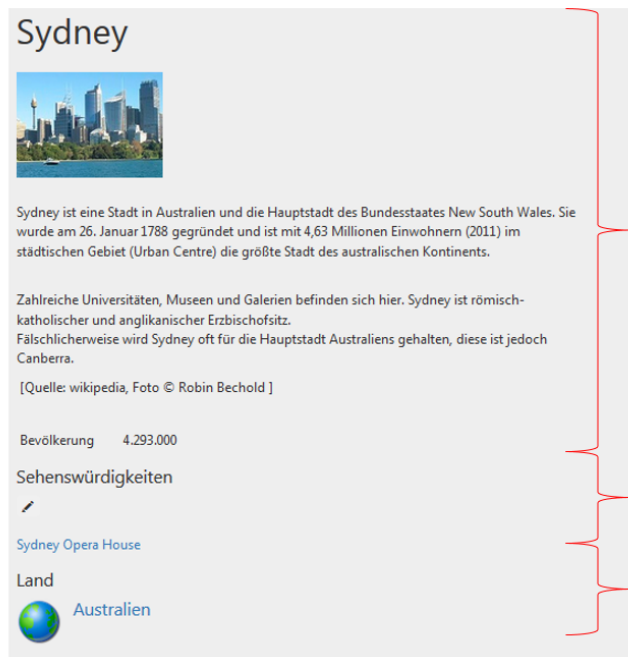 Sydney
Sydney ist eine Stadt in Australien und die Hauptstadt des Bundesstaates New South Wales. Sie
wurde am 26. Januar 1788 gegründet und ist mit 4,63 Millionen Einwohnern (2011) im
städtischen Gebiet (Urban Centre) die größte Stadt des australischen Kontinents.
Zahlreiche Universitäten, Museen und Galerien befinden sich hier. Sydney ist römisch-
katholischer und anglikanischer Erzbischofsitz.
Fälschlicherweise wird Sydney oft für die Hauptstadt Australiens gehalten, diese ist jedoch
Canberra.
[Quelle: wikipedia, Foto © Robin Bechold ]
Bevölkerung 4.293.000
Sehenswürdigkeiten
Sydney Opera House
Land
Australien